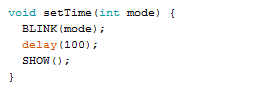 void setTime(int mode) {
  BLINK(mode);
  delay(100);
  SHOW();
}